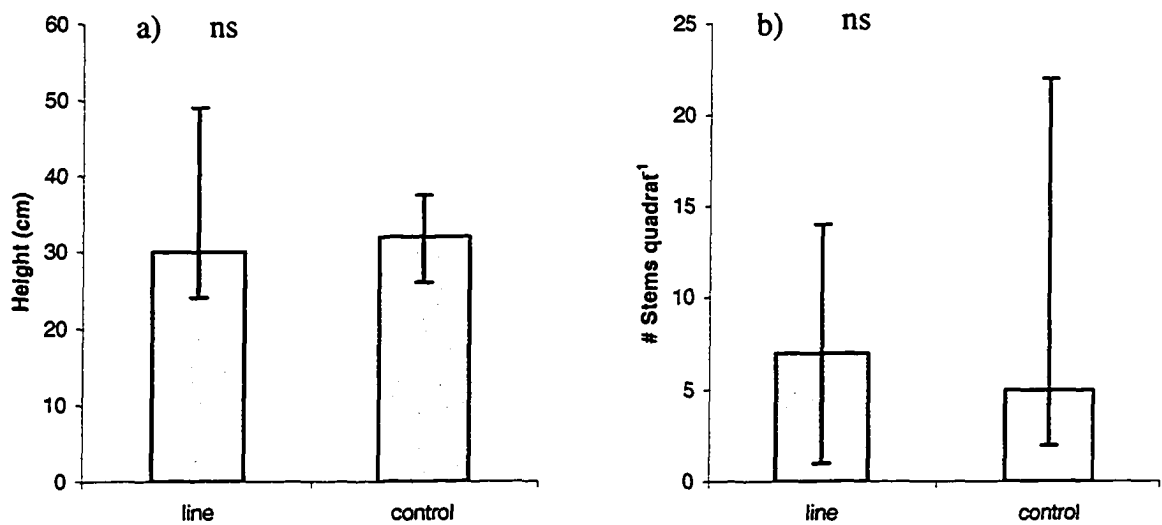 a) ns
60
50
40
30
20
10
0
Height (cm)
line control
b) ns
25
20
15
10
5
0
# Stems quadrat⁻¹
line control